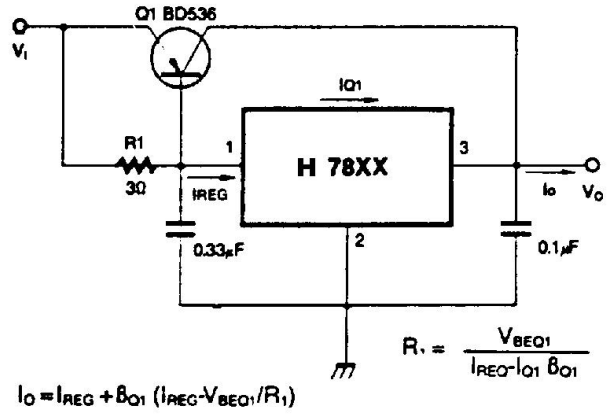 Q1 BD536
VI
IQ1
R1
1
H 78XX
3
3Ω
IREG
Io
VO
0.33µF
2
0.1µF
R1 = VBEQ1
IREQ-IQ1 βQ1
IO = IREG + βQ1 (IREG-VBEQ1/R1)